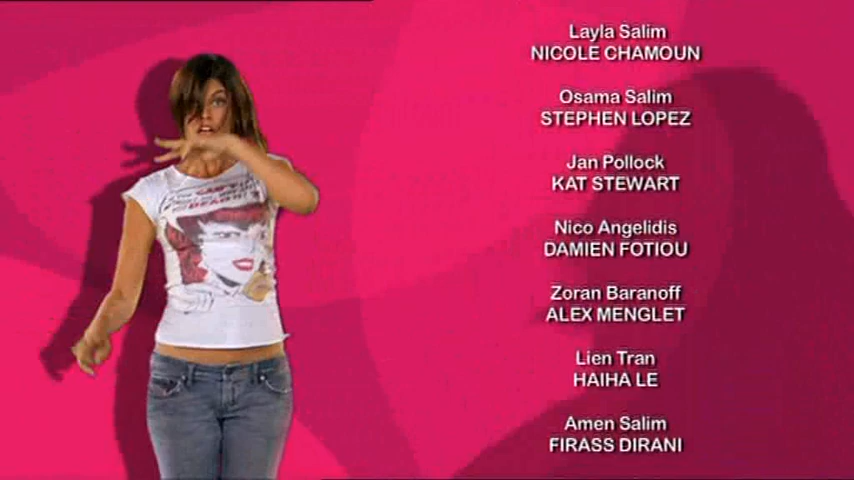 Layla Salim
NICOLE CHAMOUN
Osama Salim
STEPHEN LOPEZ
Jan Pollock
KAT STEWART
Nico Angelidis
DAMIEN FOTIOU
Zoran Baranoff
ALEX MENGLET
Lien Tran
HAIHA LE
Amen Salim
FIRASS DIRANI